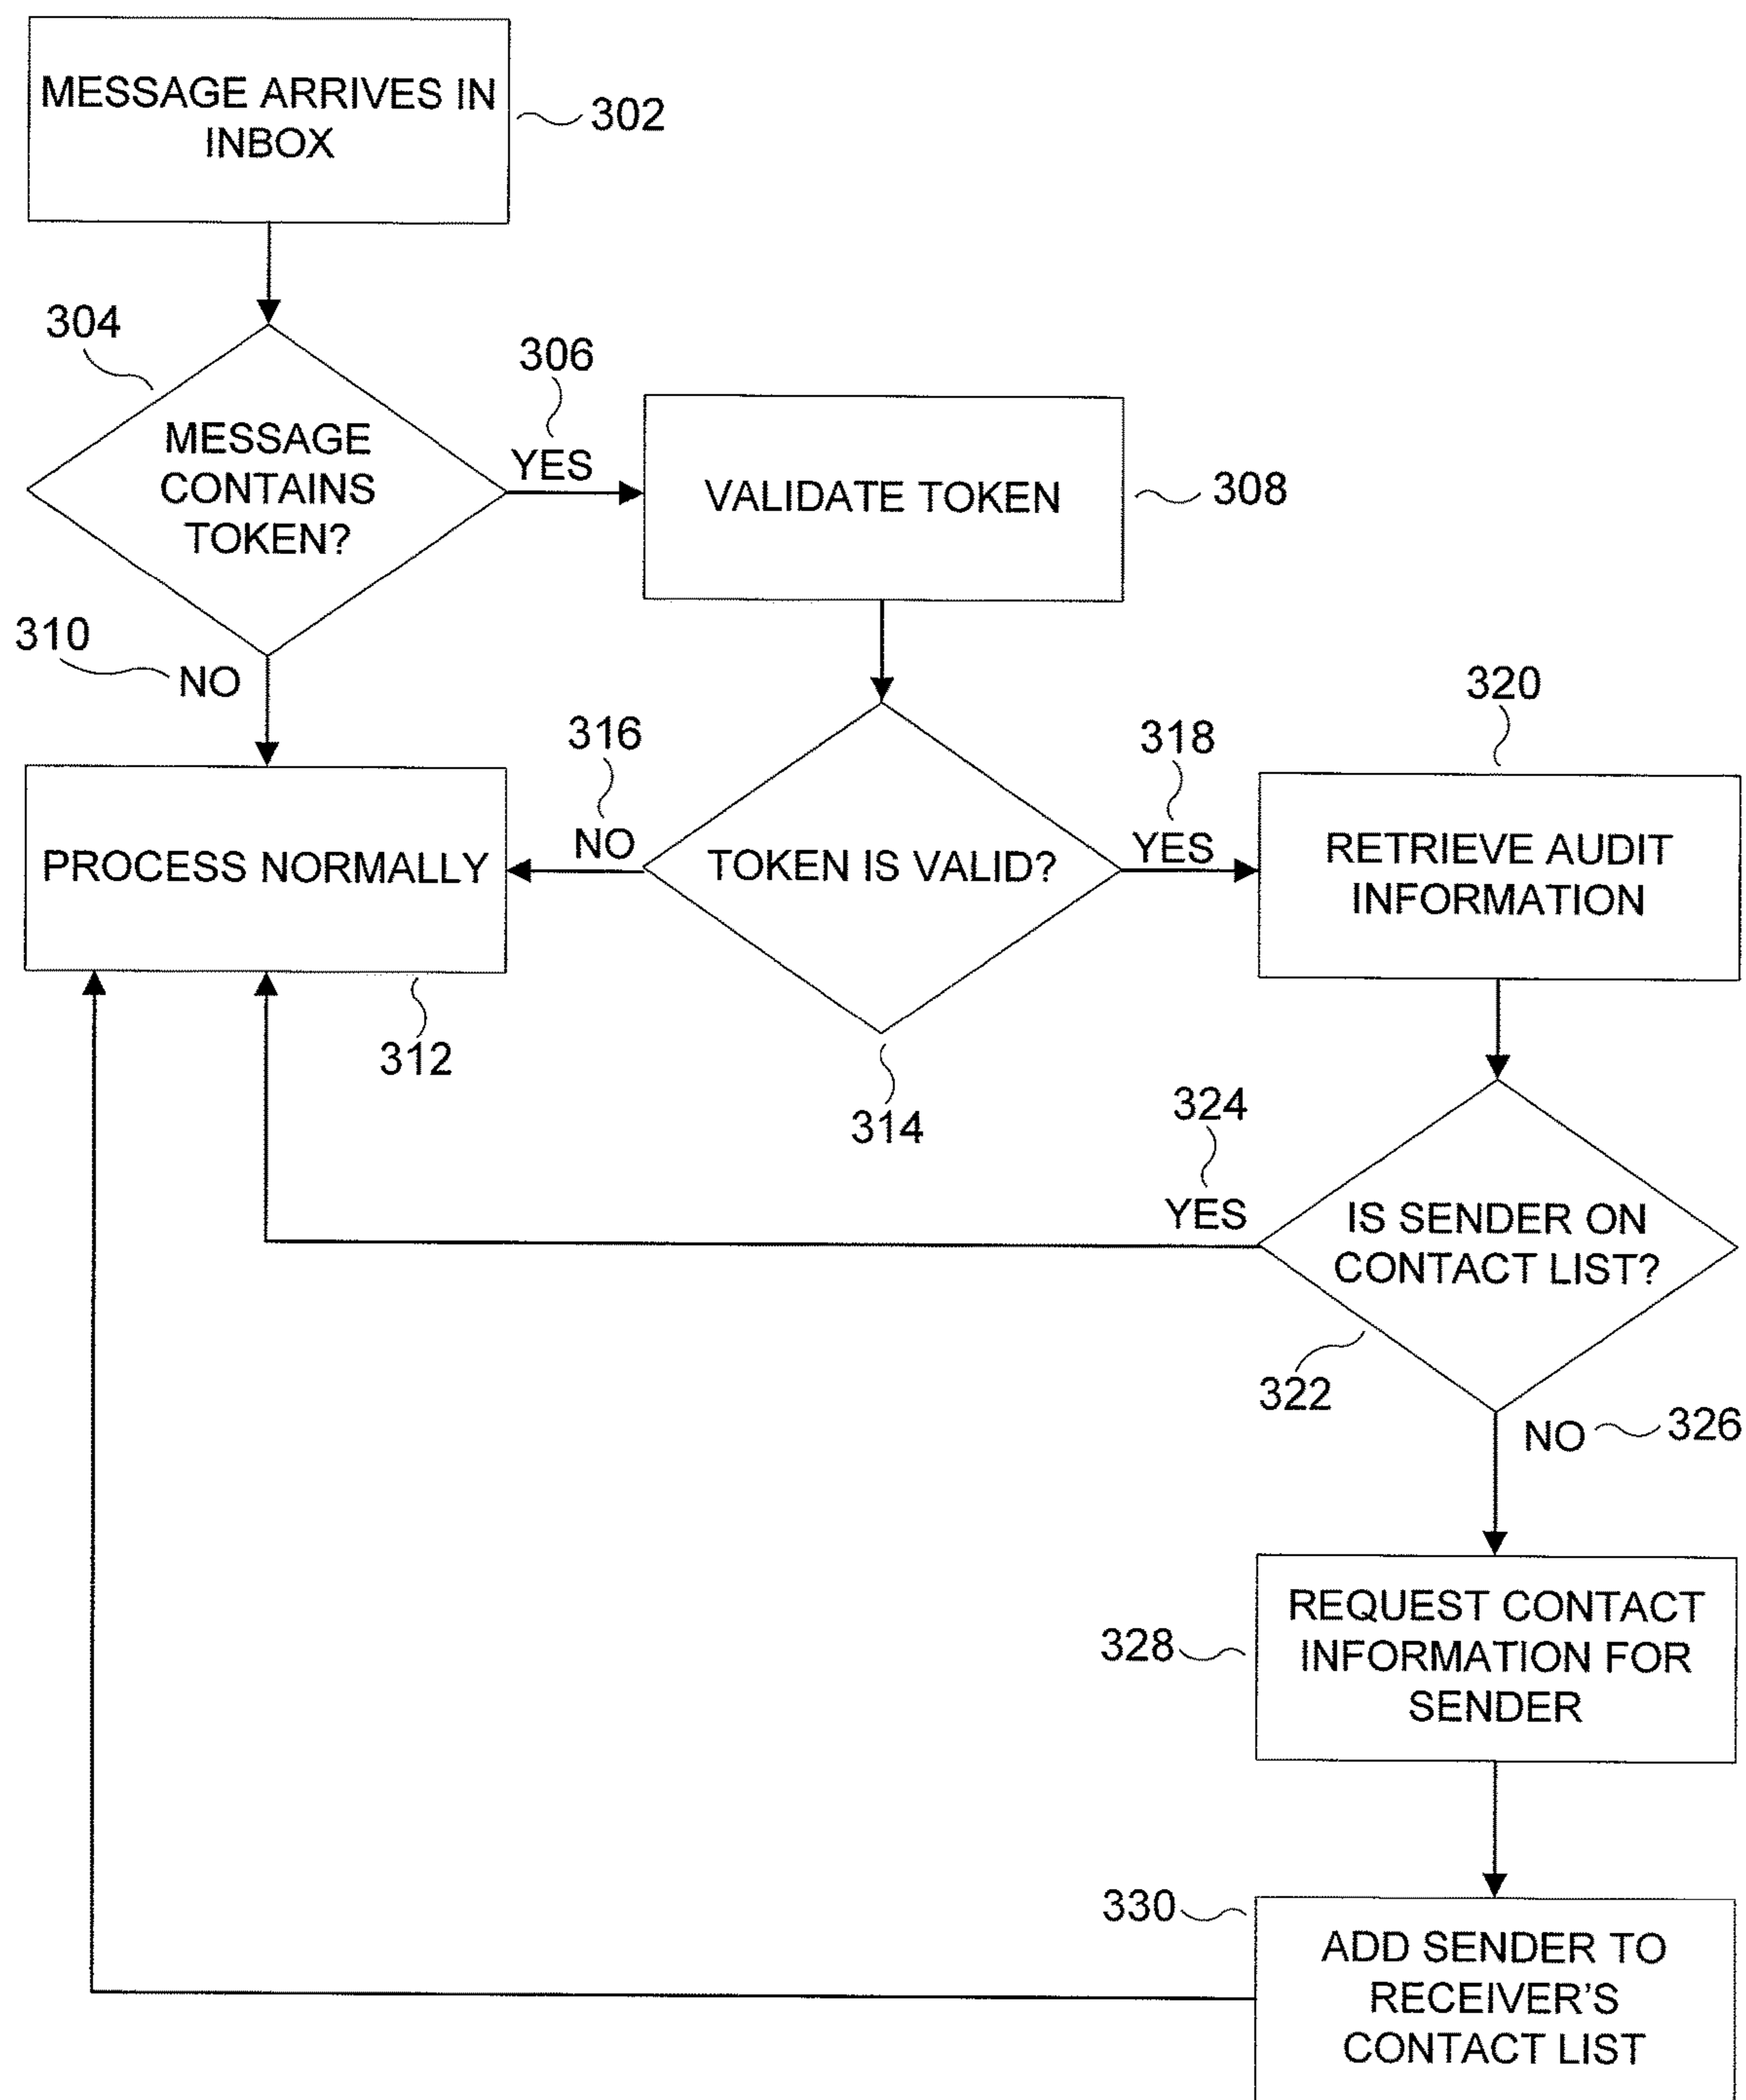 MESSAGE ARRIVES IN
INBOX
302
304
MESSAGE
CONTAINS
TOKEN?
306
YES
VALIDATE TOKEN
308
310
NO
PROCESS NORMALLY
312
316
NO
TOKEN IS VALID?
314
318
YES
320
RETRIEVE AUDIT
INFORMATION
324
YES
IS SENDER ON
CONTACT LIST?
322
NO
326
REQUEST CONTACT
INFORMATION FOR
SENDER
328
330
ADD SENDER TO
RECEIVER'S
CONTACT LIST